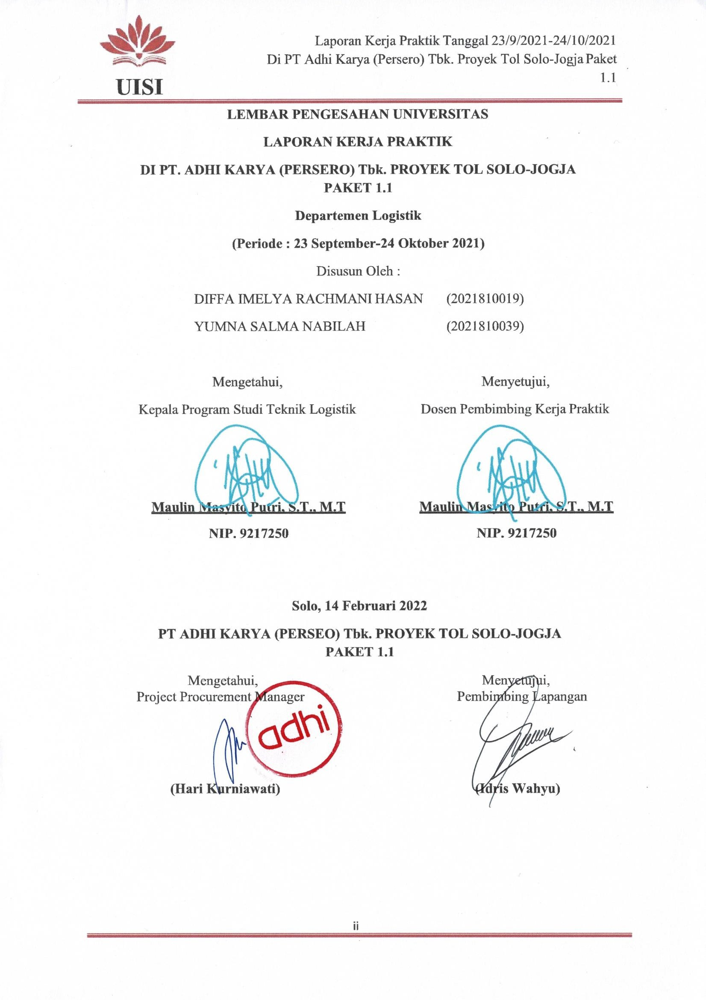 UISI
Laporan Kerja Praktik Tanggal 23/9/2021-24/10/2021
Di PT Adhi Karya (Persero) Tbk. Proyek Tol Solo-Jogja Paket
1.1
LEMBAR PENGESAHAN UNIVERSITAS
LAPORAN KERJA PRAKTIK
DI PT. ADHI KARYA (PERSERO) Tbk. PROYEK TOL SOLO-JOGJA
PAKET 1.1
Departemen Logistik
(Periode : 23 September-24 Oktober 2021)
Disusun Oleh :
DIFFA IMELYA RACHMANI HASAN (2021810019)
YUMNA SALMA NABILAH (2021810039)
Mengetahui, Menyetujui,
Kepala Program Studi Teknik Logistik Dosen Pembimbing Kerja Praktik
Maulin Masyito Putri, S.T., M.T Maulin Masyito Putri, S.T., M.T
NIP. 9217250 NIP. 9217250
Solo, 14 Februari 2022
PT ADHI KARYA (PERSEO) Tbk. PROYEK TOL SOLO-JOGJA
PAKET 1.1
Mengetahui, Menyetujui,
Project Procurement Manager Pembimbing Lapangan
adhi
(Hari Kurniawati) (Idris Wahyu)
ii